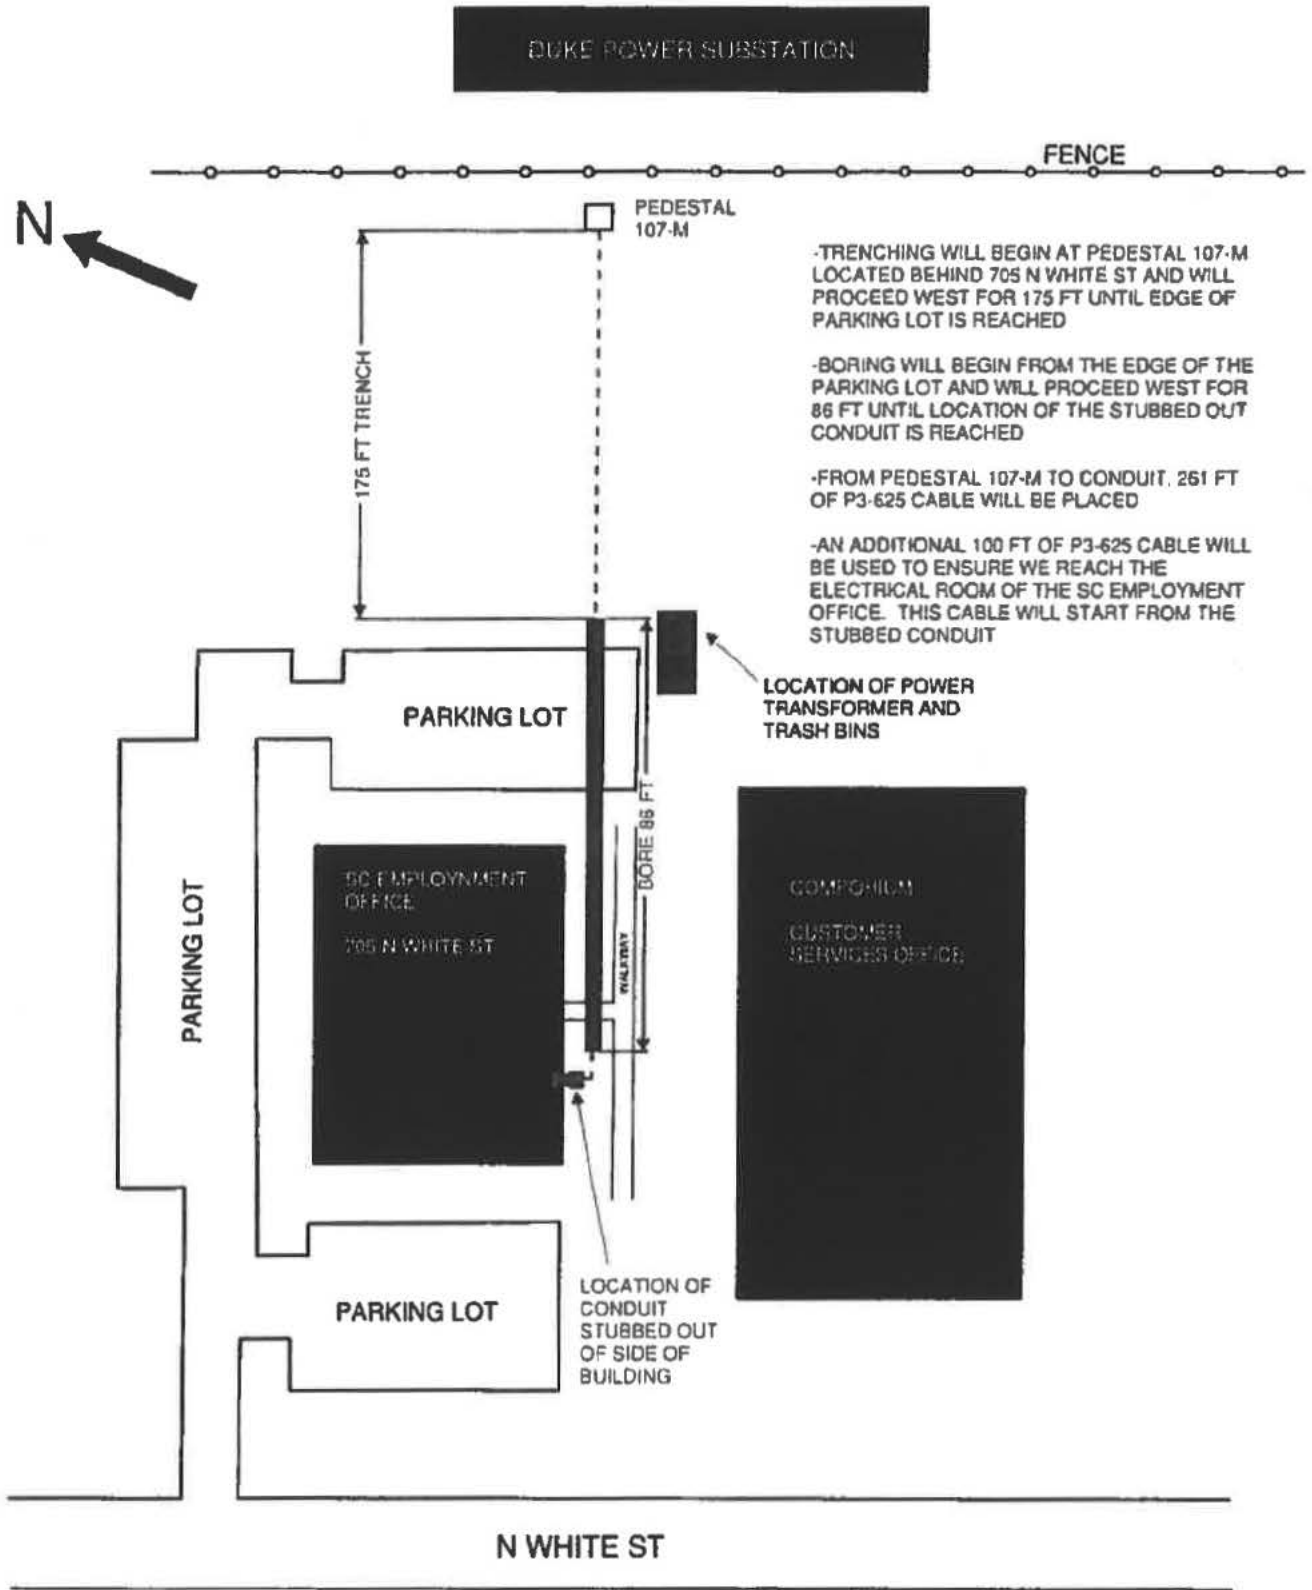 DUKE POWER SUBSTATION
FENCE
N
PEDESTAL
107-M
-TRENCHING WILL BEGIN AT PEDESTAL 107-M
LOCATED BEHIND 705 N WHITE ST AND WILL
PROCEED WEST FOR 175 FT UNTIL EDGE OF
PARKING LOT IS REACHED
-BORING WILL BEGIN FROM THE EDGE OF THE
PARKING LOT AND WILL PROCEED WEST FOR
86 FT UNTIL LOCATION OF THE STUBBED OUT
CONDUIT IS REACHED
-FROM PEDESTAL 107-M TO CONDUIT, 261 FT
OF P3-625 CABLE WILL BE PLACED
-AN ADDITIONAL 100 FT OF P3-625 CABLE WILL
BE USED TO ENSURE WE REACH THE
ELECTRICAL ROOM OF THE SC EMPLOYMENT
OFFICE. THIS CABLE WILL START FROM THE
STUBBED CONDUIT
175 FT TRENCH
LOCATION OF POWER
TRANSFORMER AND
TRASH BINS
PARKING LOT
BORE 86 FT
SC EMPLOYNMENT
OFFICE
705 N WHITE ST
COMPORIUM
CUSTOMER
SERVICES OFFICE
PARKING LOT
WALKWAY
LOCATION OF
CONDUIT
STUBBED OUT
OF SIDE OF
BUILDING
PARKING LOT
N WHITE ST